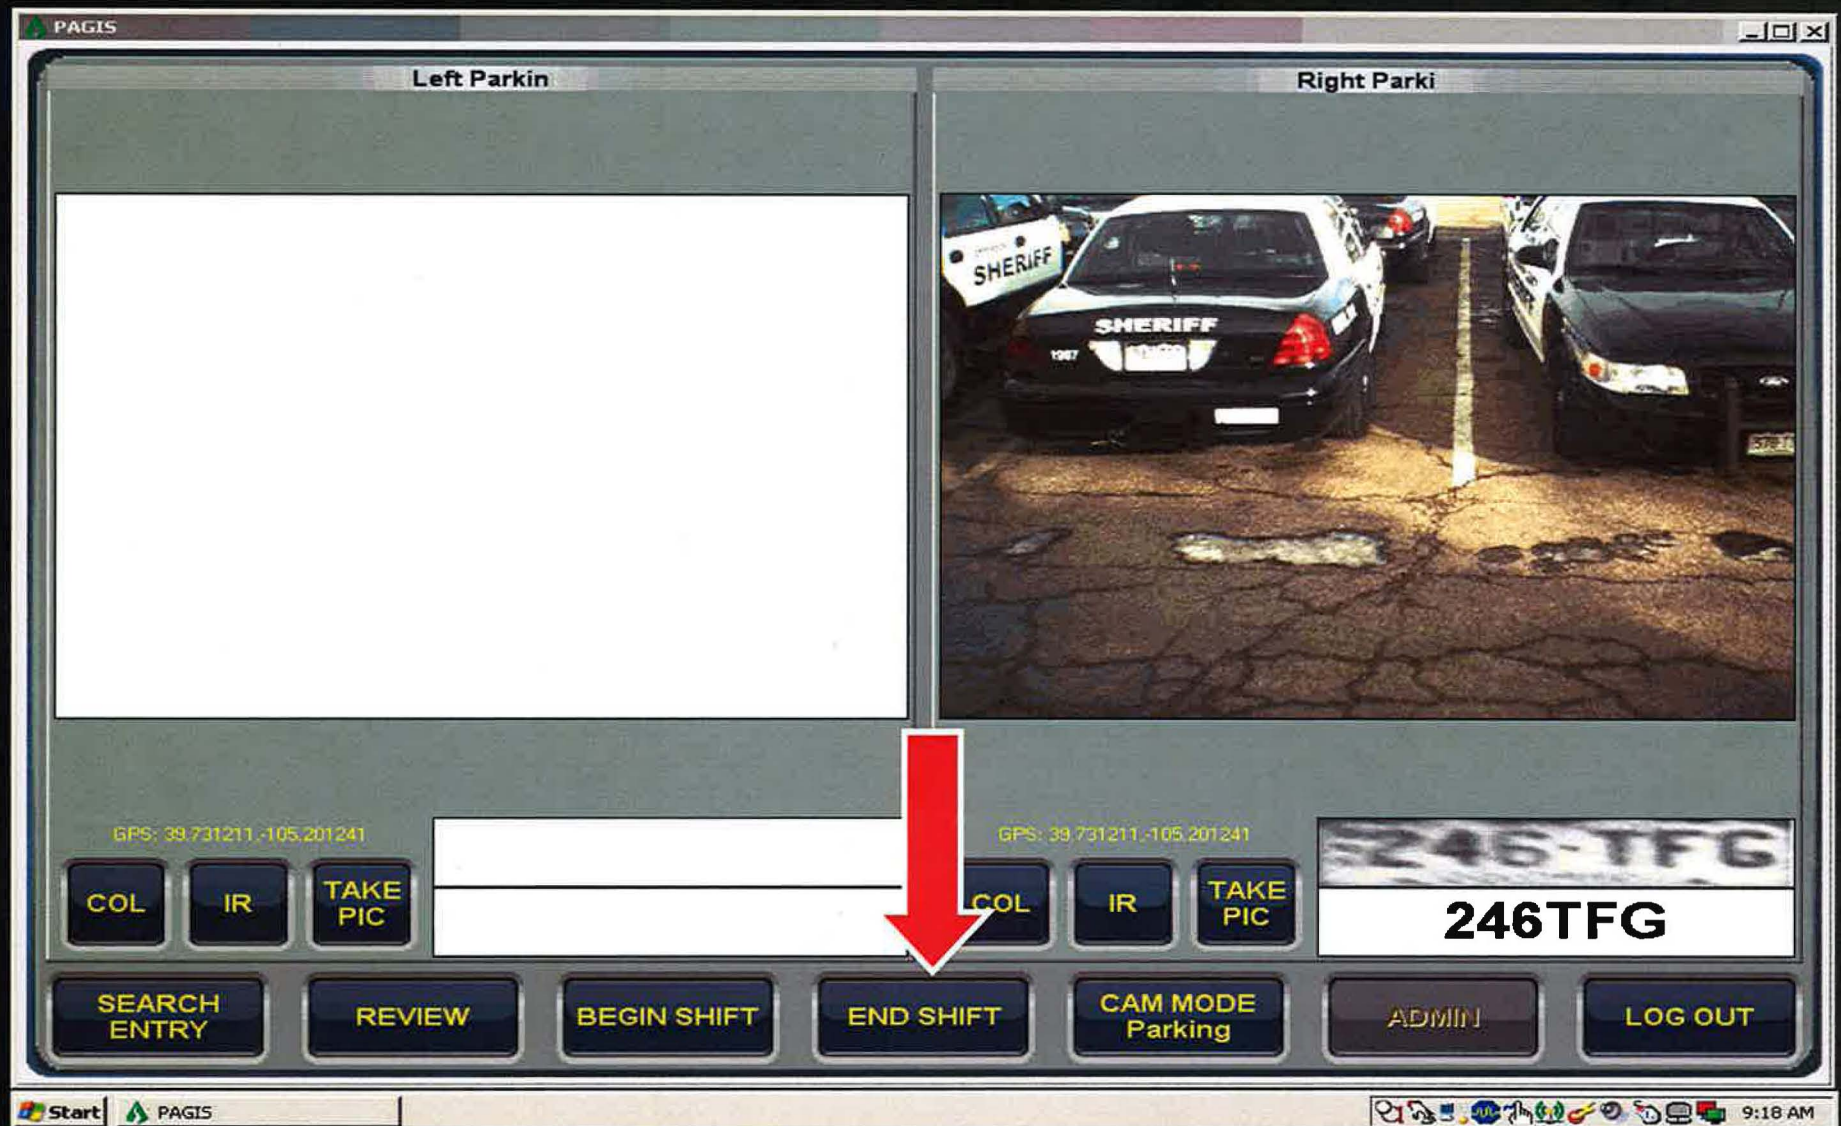 PAGIS
Left Parkin
Right Parki
SHERIFF
SHERIFF
1987
GPS: 39.731211,-105.201241
GPS: 39.731211,-105.201241
246-TFG
COL
IR
TAKE
PIC
COL
IR
TAKE
PIC
246TFG
SEARCH
ENTRY
REVIEW
BEGIN SHIFT
END SHIFT
CAM MODE
Parking
ADMIN
LOG OUT
Start
PAGIS
9:18 AM